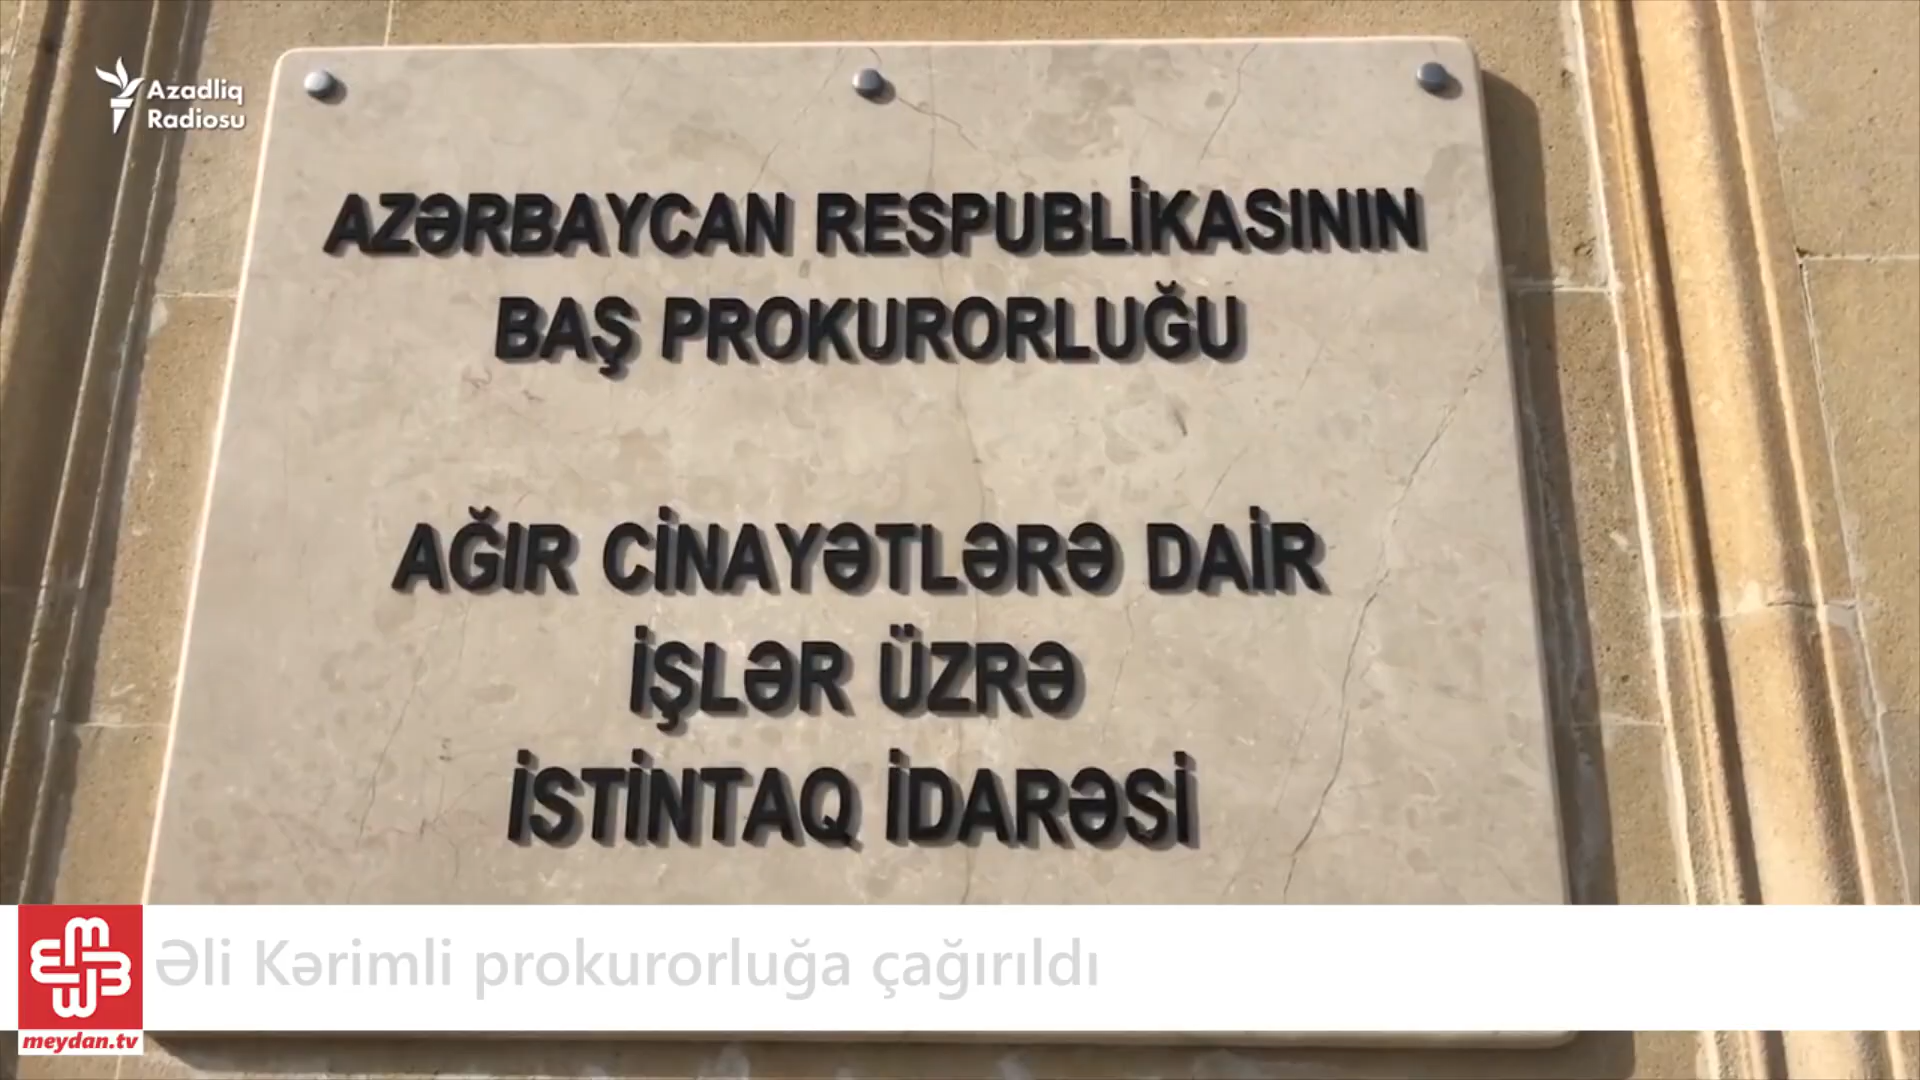 Azadlıq
Radiosu
AZƏRBAYCAN RESPUBLİKASININ
BAŞ PROKURORLUĞU
AĞIR CİNAYƏTLƏRƏ DAİR
İŞLƏR ÜZRƏ
İSTİNTAQ İDARƏSİ
Əli Kərimli prokurorluğa çağırıldı
meydan.tv